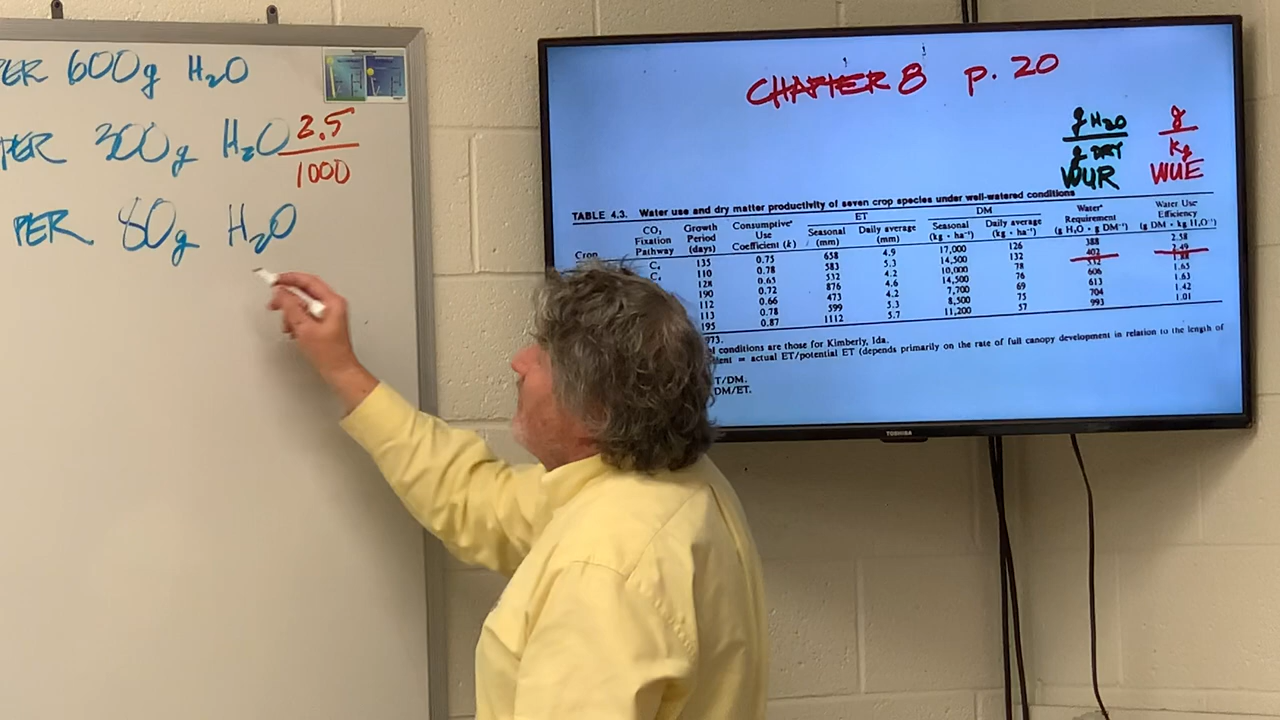 PER 600g H2O
PER 300g H2O 2.5
1000
PER 80g H2O
CHAPTER 8 p. 20
g H2O
g DRY
WUR
g
kg
WUE
TABLE 4.3. Water use and dry matter productivity of seven crop species under well-watered conditions
Crop
CO₂ Fixation Pathway
Growth Period (days)
Consumptive Use Coefficient (k)
ET
Seasonal (mm)
Daily average (mm)
DM
Seasonal (kg · ha⁻¹)
Daily average (kg · ha⁻¹)
Water Requirement (g H₂O · g DM⁻¹)
Water Use Efficiency (g DM · kg H₂O⁻¹)
C₄ 135 0.75 658 4.9 17,000 126 388 2.58
C₄ 110 0.78 583 5.3 14,500 132 402 2.49
128 0.65 532 4.2 10,000 78
190 0.72 876 4.6 14,500 76 606 1.65
112 0.66 473 4.2 7,700 69 613 1.63
113 0.78 599 5.3 8,500 75 704 1.42
195 0.87 1112 5.7 11,200 57 993 1.01
973.
conditions are those for Kimberly, Ida.
= actual ET/potential ET (depends primarily on the rate of full canopy development in relation to the length of
T/DM.
DM/ET.
TOSHIBA